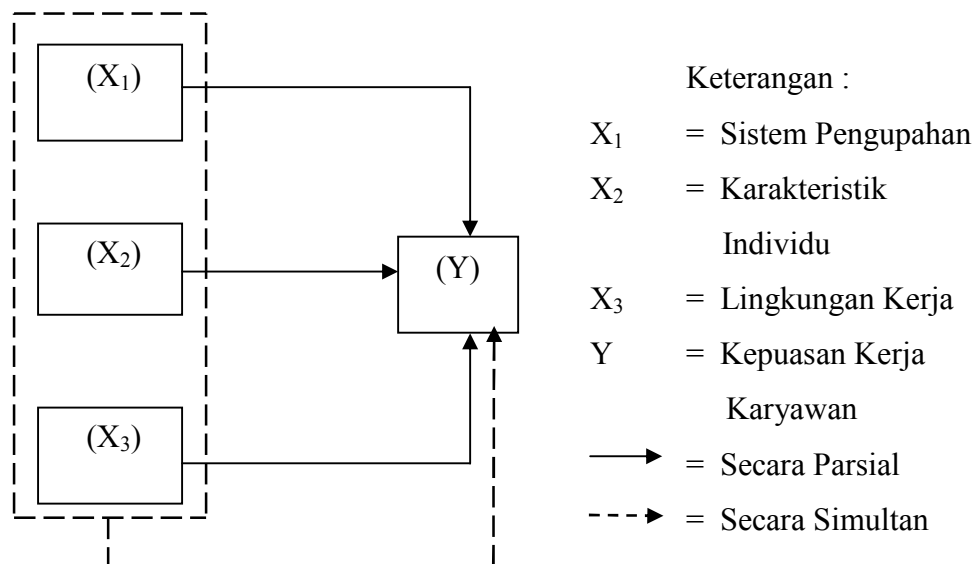 (X₁)
(X₂)
(X₃)
(Y)
Keterangan :
X₁ = Sistem Pengupahan
X₂ = Karakteristik
Individu
X₃ = Lingkungan Kerja
Y = Kepuasan Kerja
Karyawan
= Secara Parsial
= Secara Simultan